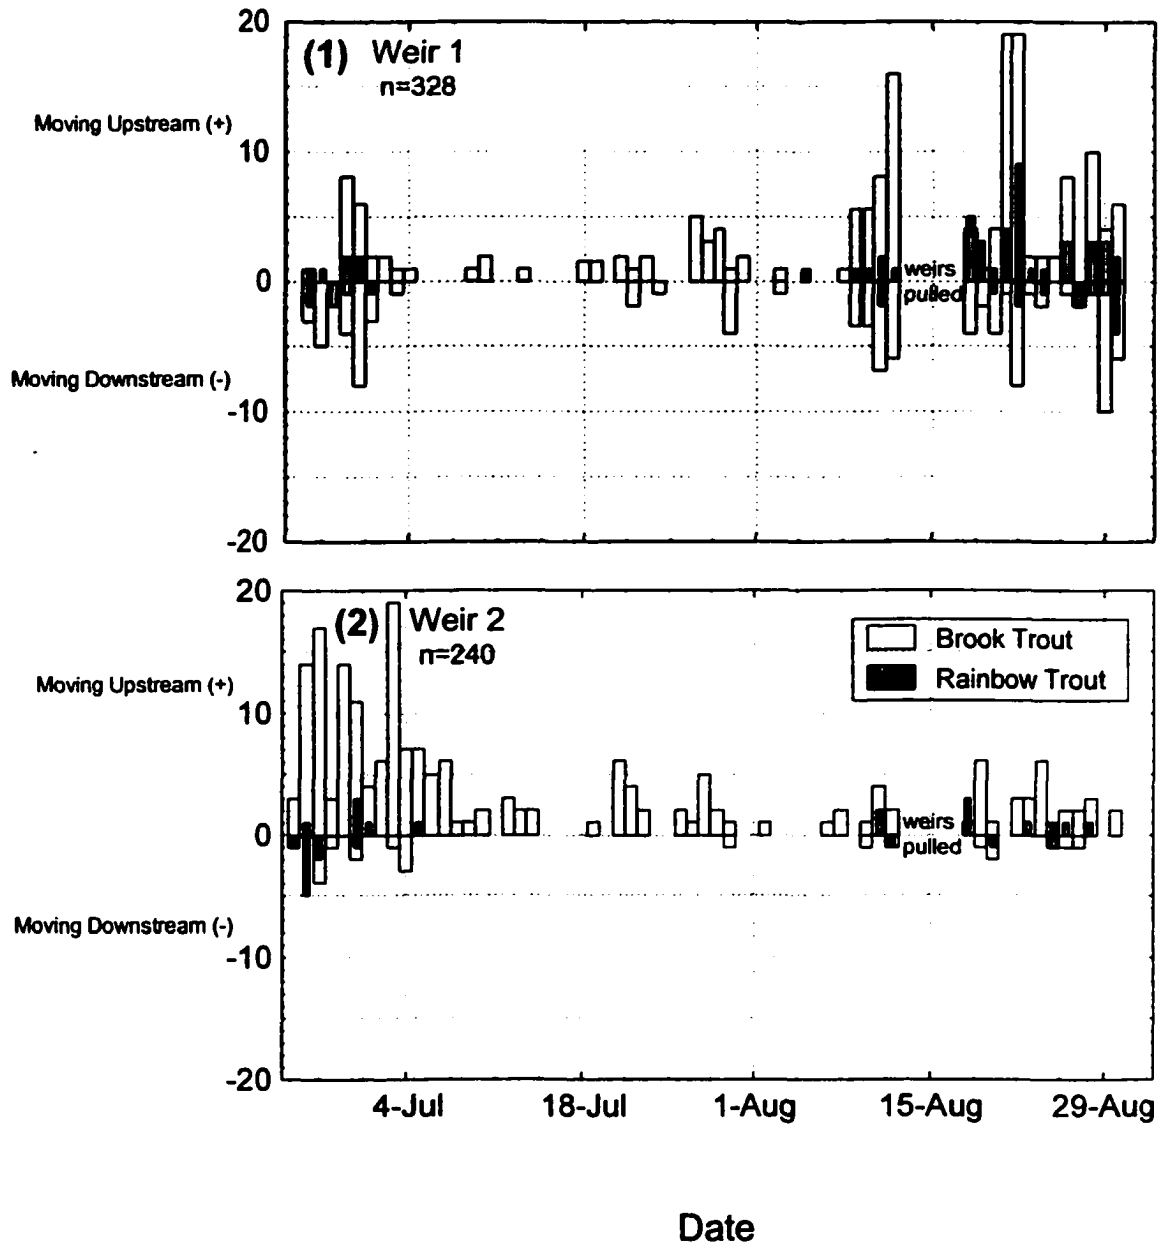 20
(1) Weir 1
n=328
Moving Upstream (+)
10
0
weirs
pulled
Moving Downstream (-)
-10
-20
20
(2) Weir 2
n=240
Brook Trout
Rainbow Trout
Moving Upstream (+)
10
0
weirs
pulled
Moving Downstream (-)
-10
-20
4-Jul 18-Jul 1-Aug 15-Aug 29-Aug
Date